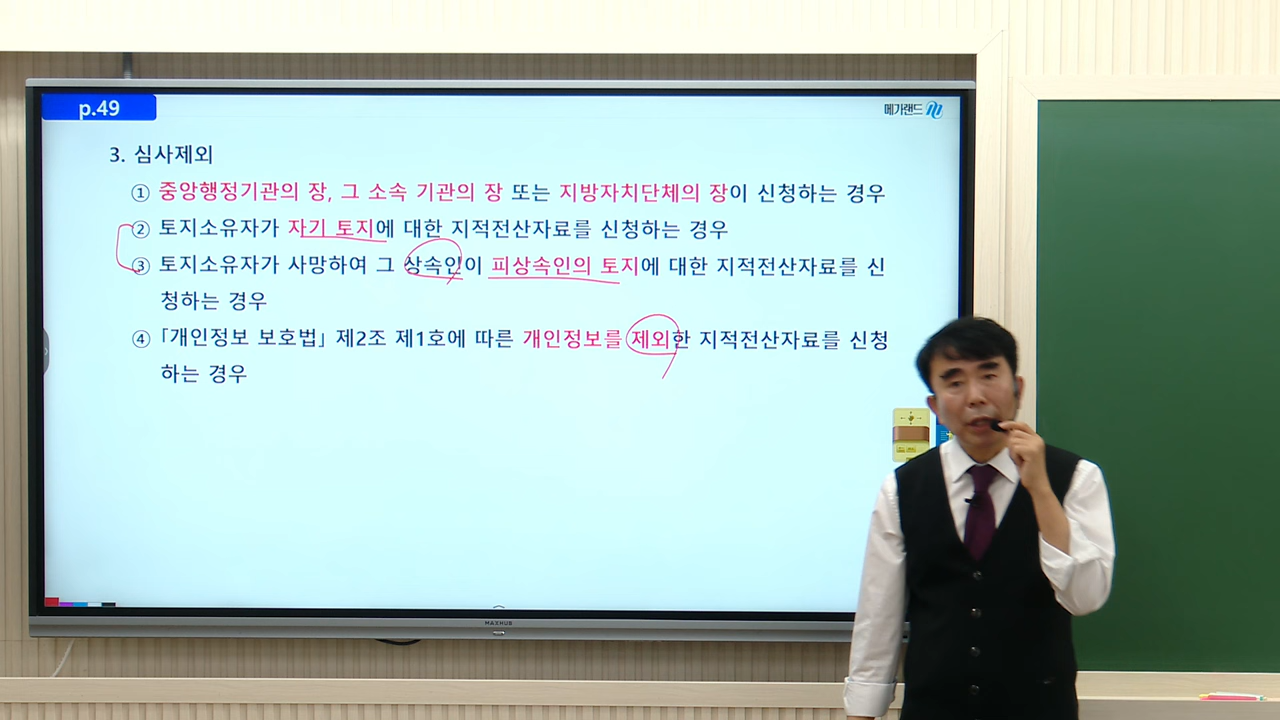 p.49
메가랜드
3. 심사제외
① 중앙행정기관의 장, 그 소속 기관의 장 또는 지방자치단체의 장이 신청하는 경우
② 토지소유자가 자기 토지에 대한 지적전산자료를 신청하는 경우
③ 토지소유자가 사망하여 그 상속인이 피상속인의 토지에 대한 지적전산자료를 신
청하는 경우
④ 「개인정보 보호법」 제2조 제1호에 따른 개인정보를 제외한 지적전산자료를 신청
하는 경우
MAXHUB